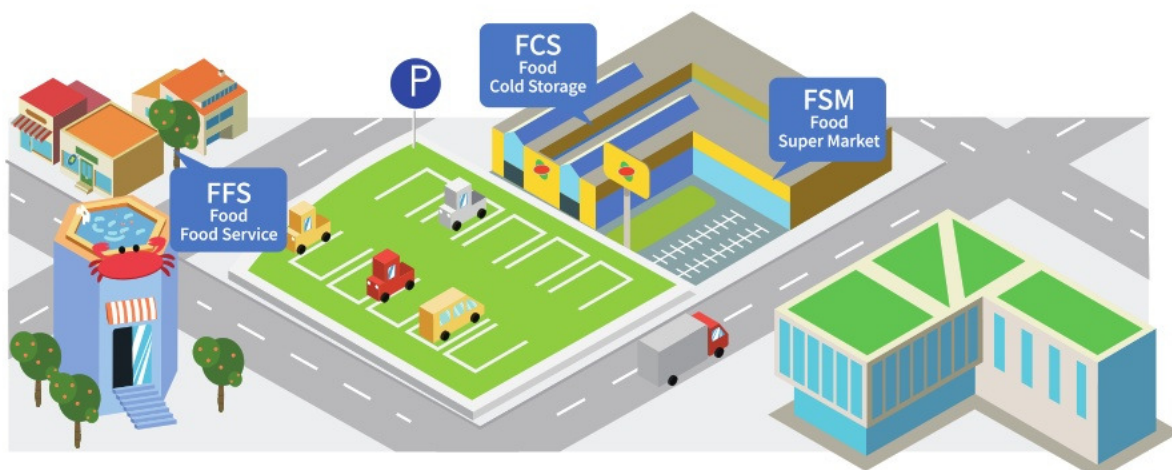 P
FCS
Food
Cold Storage
FSM
Food
Super Market
FFS
Food
Food Service